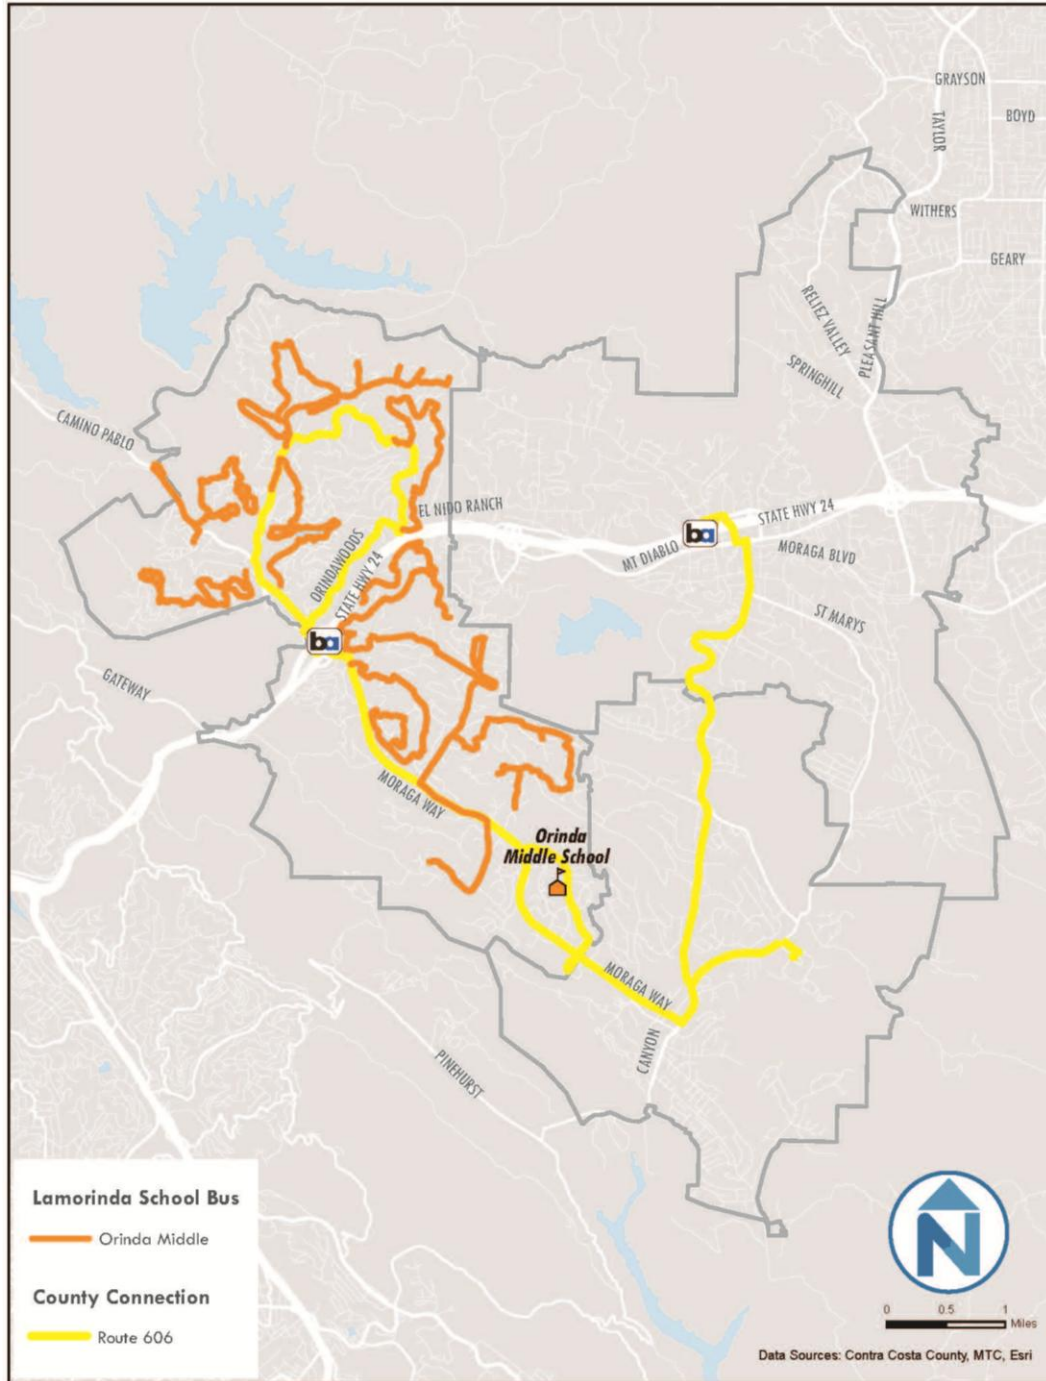 GRAYSON
TAYLOR
BOYD
WITHERS
GEARY
RELIEZ VALLEY
PLEASANT HILL
SPRINGHILL
CAMINO PABLO
EL NIDO RANCH
STATE HWY 24
ba
MT DIABLO
MORAGA BLVD
ORINDAWOODS
STATE HWY 24
ST MARYS
ba
GATEWAY
MORAGA WAY
Orinda
Middle School
MORAGA WAY
CANYON
PINEHURST
Lamorinda School Bus
Orinda Middle
County Connection
Route 606
N
0 0.5 1
Miles
Data Sources: Contra Costa County, MTC, Esri